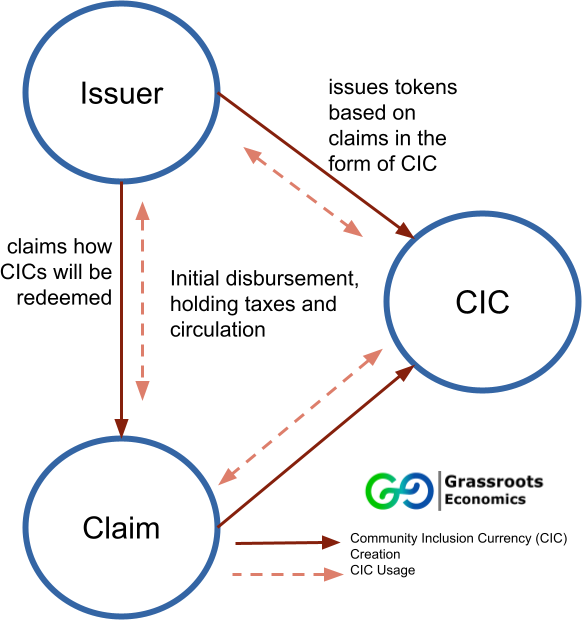 Issuer
issues tokens
based on
claims in the
form of CIC
claims how
CICs will be
redeemed
Initial disbursement,
holding taxes and
circulation
CIC
Claim
Grassroots
Economics
Community Inclusion Currency (CIC)
Creation
CIC Usage